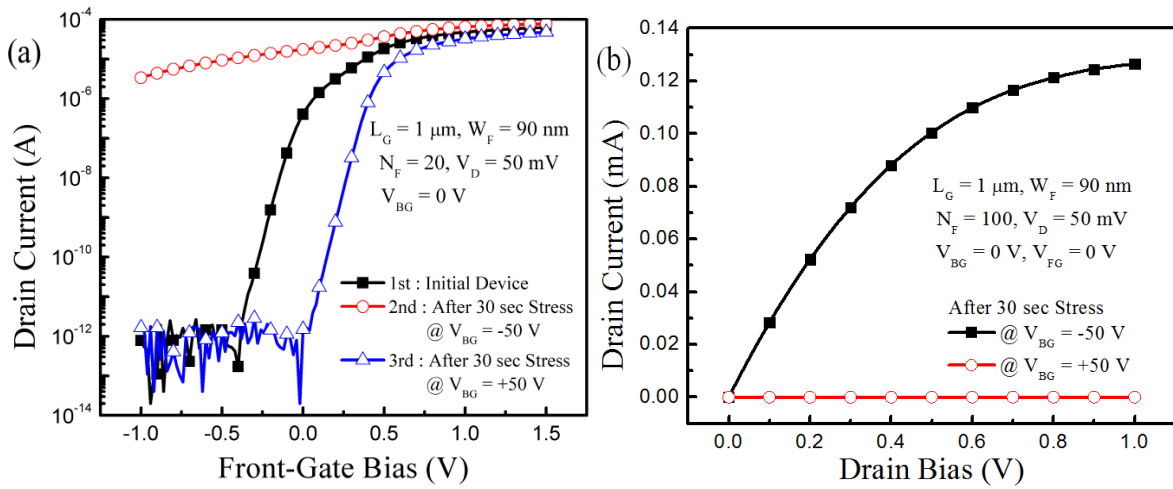 (a)
Drain Current (A)
10⁻⁴
10⁻⁶
10⁻⁸
10⁻¹⁰
10⁻¹²
10⁻¹⁴
L_G = 1 μm, W_F = 90 nm
N_F = 20, V_D = 50 mV
V_BG = 0 V
1st : Initial Device
2nd : After 30 sec Stress
@ V_BG = -50 V
3rd : After 30 sec Stress
@ V_BG = +50 V
-1.0 -0.5 0.0 0.5 1.0 1.5
Front-Gate Bias (V)
(b)
Drain Current (mA)
0.12
0.10
0.08
0.06
0.04
0.02
0.00
L_G = 1 μm, W_F = 90 nm
N_F = 100, V_D = 50 mV
V_BG = 0 V, V_FG = 0 V
After 30 sec Stress
@ V_BG = -50 V
@ V_BG = +50 V
0.0 0.2 0.4 0.6 0.8 1.0
Drain Bias (V)